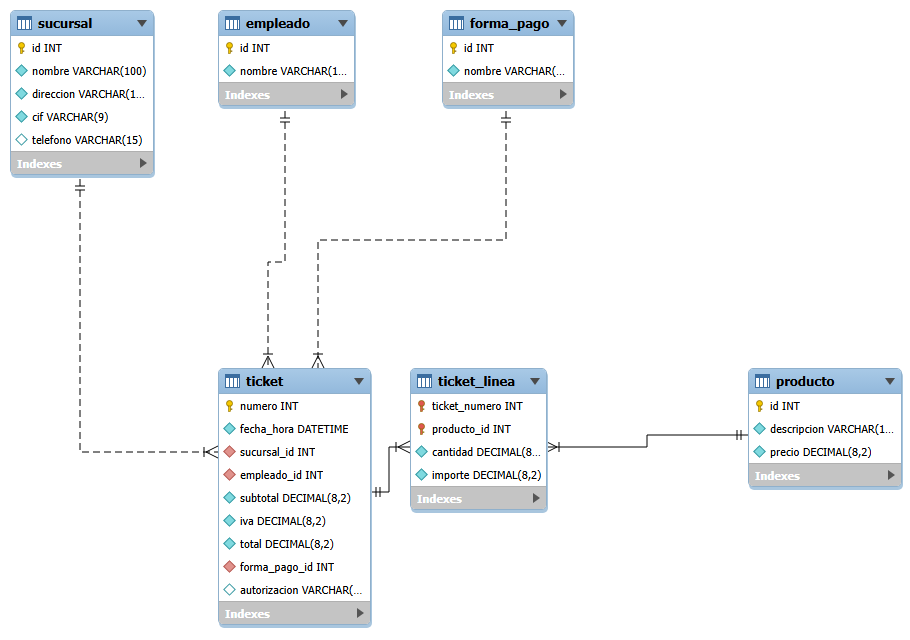 sucursal
id INT
nombre VARCHAR(100)
direccion VARCHAR(1...
cif VARCHAR(9)
telefono VARCHAR(15)
Indexes
empleado
id INT
nombre VARCHAR(1...
Indexes
forma_pago
id INT
nombre VARCHAR(...
Indexes
ticket
numero INT
fecha_hora DATETIME
sucursal_id INT
empleado_id INT
subtotal DECIMAL(8,2)
iva DECIMAL(8,2)
total DECIMAL(8,2)
forma_pago_id INT
autorizacion VARCHAR(...
Indexes
ticket_linea
ticket_numero INT
producto_id INT
cantidad DECIMAL(8...
importe DECIMAL(8,2)
Indexes
producto
id INT
descripcion VARCHAR(1...
precio DECIMAL(8,2)
Indexes